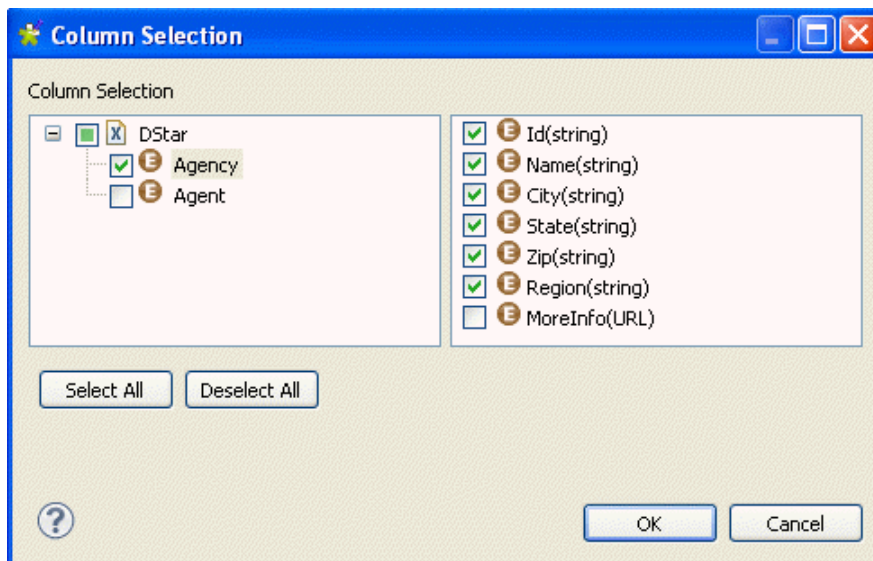 Column Selection
Column Selection
DStar
Agency
Agent
Id(string)
Name(string)
City(string)
State(string)
Zip(string)
Region(string)
MoreInfo(URL)
Select All
Deselect All
OK
Cancel